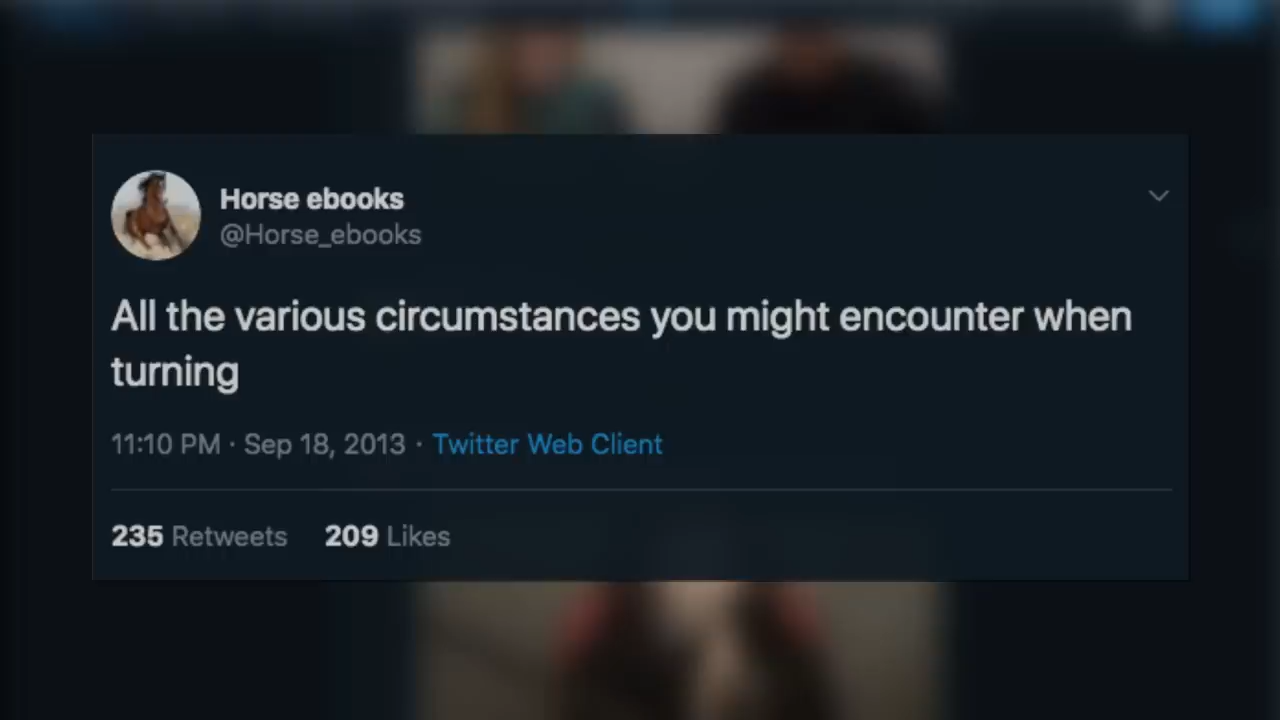 Horse ebooks
@Horse_ebooks
All the various circumstances you might encounter when
turning
11:10 PM · Sep 18, 2013 · Twitter Web Client
235 Retweets 209 Likes